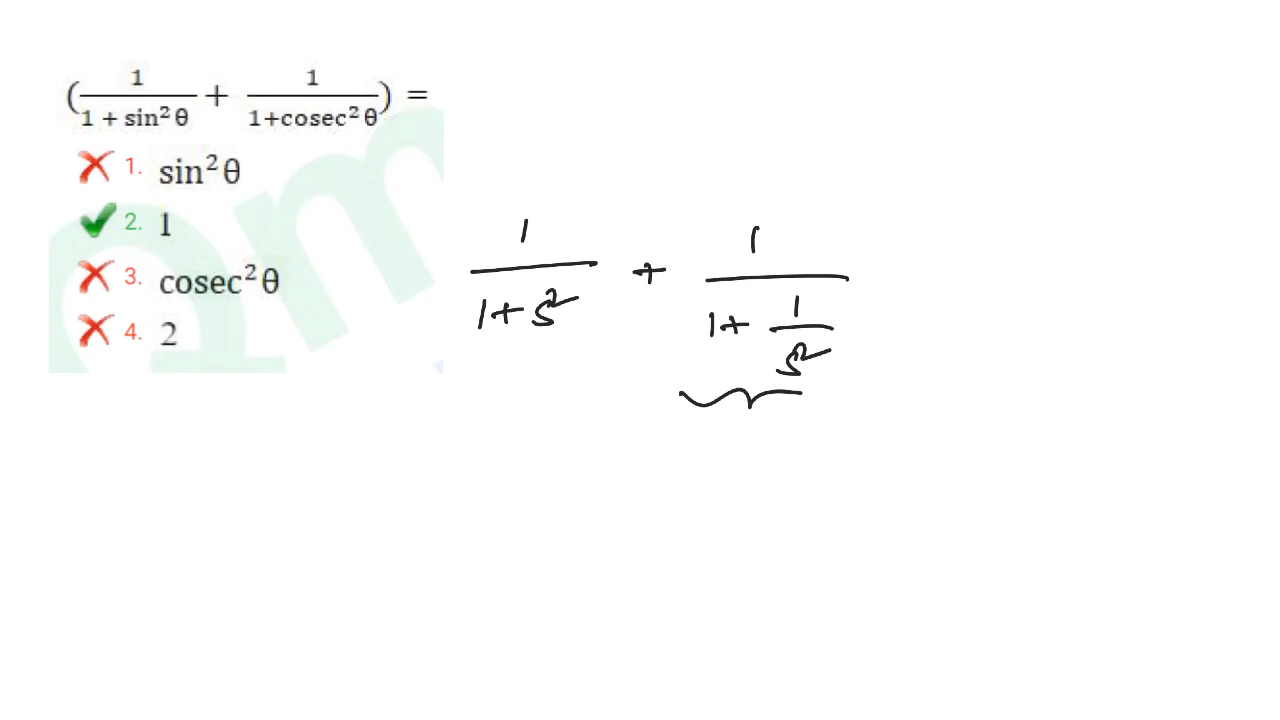 (1/(1 + sin²θ) + 1/(1+cosec²θ)) =
1. sin²θ
2. 1
3. cosec²θ
4. 2
1/(1+s²) + 1/(1+1/s²)